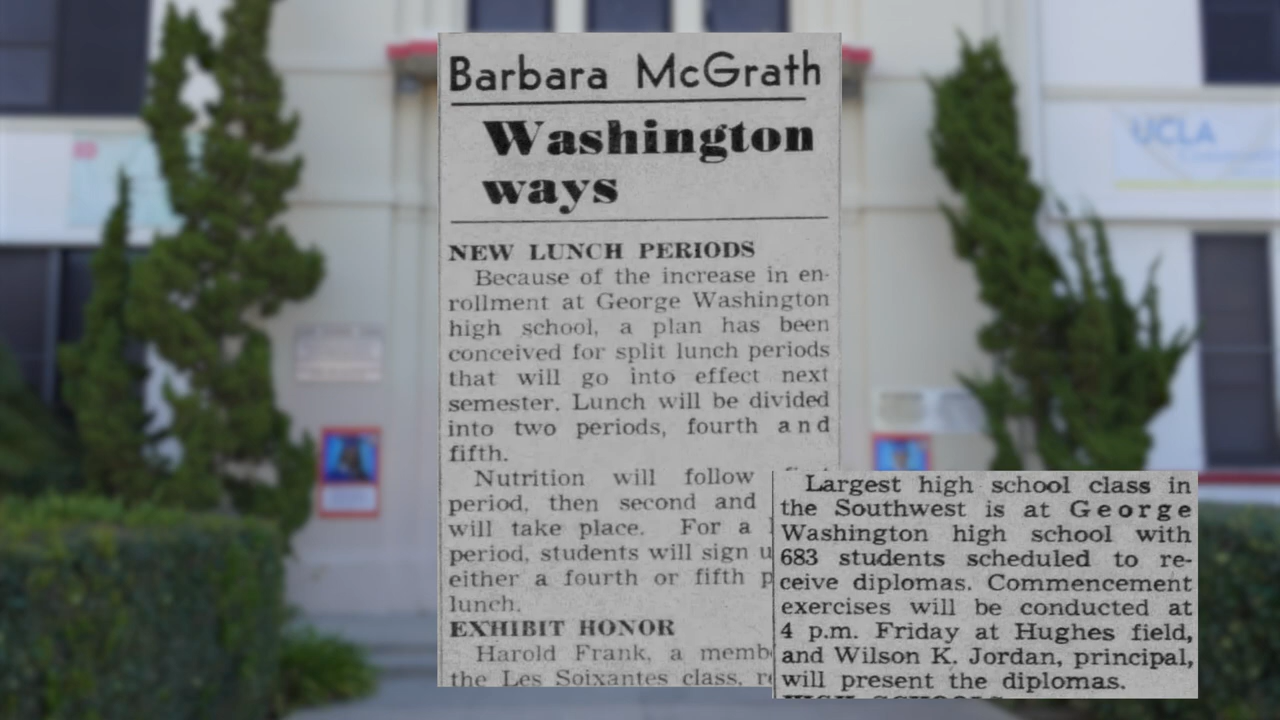 Barbara McGrath
Washington
ways
NEW LUNCH PERIODS
Because of the increase in en-
rollment at George Washington
high school, a plan has been
conceived for split lunch periods
that will go into effect next
semester. Lunch will be divided
into two periods, fourth and
fifth.
Nutrition will follow
period, then second and
will take place. For a
period, students will sign
either a fourth or fifth
lunch.
EXHIBIT HONOR
Harold Frank, a
the Les Soixantes class,
Largest high school class in
the Southwest is at George
Washington high school with
683 students scheduled to re-
ceive diplomas. Commencement
exercises will be conducted at
4 p.m. Friday at Hughes field,
and Wilson K. Jordan, principal,
will present the diplomas.
UCLA